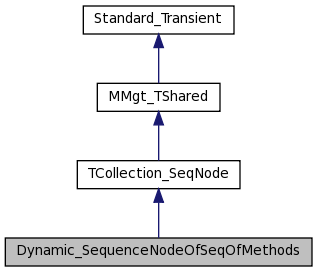 Standard_Transient
MMgt_TShared
TCollection_SeqNode
Dynamic_SequenceNodeOfSeqOfMethods